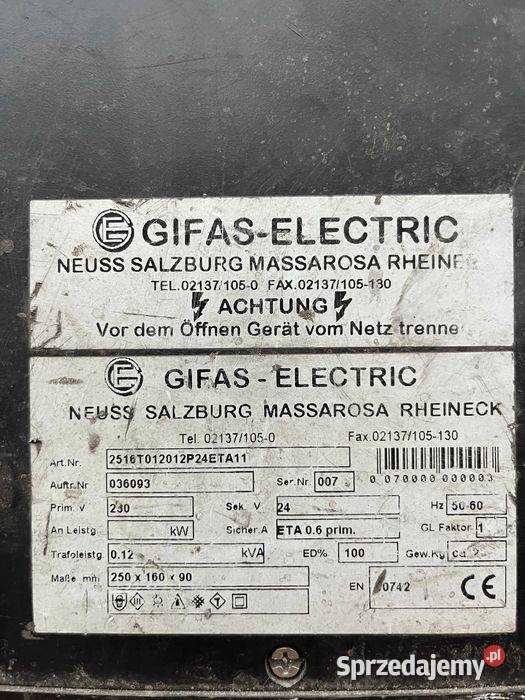 GIFAS-ELECTRIC
NEUSS SALZBURG MASSAROSA RHEINE
TEL.02137/105-0 FAX.02137/105-130
ACHTUNG
Vor dem Öffnen Gerät vom Netz trenne
GIFAS - ELECTRIC
NEUSS SALZBURG MASSAROSA RHEINECK
Tel. 02137/105-0 Fax.02137/105-130
Art.Nr. 2516T012012P24ETA11
Auftr.Nr 036093 Ser.Nr. 007 0 070000 000003
Prim. V 230 Sek. V 24 Hz 50-60
An Leistg. kW Sicher.A ETA 0.6 prim. GL Faktor 1
Trafoleistg. 0.12 kVA ED% 100 Gew.Kg ca. 2
Maße mm 250 x 160 x 90
EN 0742 CE
Sprzedajemy.pl